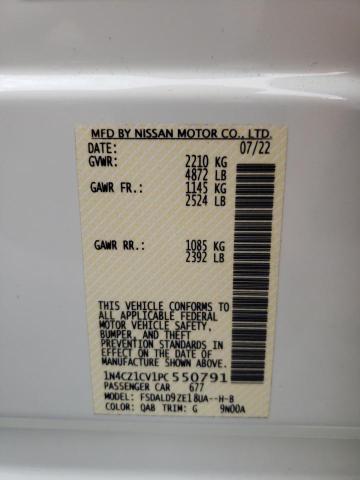 MFD BY NISSAN MOTOR CO., LTD.
DATE: 07/22
GVWR: 2210 KG
4872 LB
GAWR FR.: 1145 KG
2524 LB
GAWR RR.: 1085 KG
2392 LB
THIS VEHICLE CONFORMS TO
ALL APPLICABLE FEDERAL
MOTOR VEHICLE SAFETY,
BUMPER, AND THEFT
PREVENTION STANDARDS IN
EFFECT ON THE DATE OF
MANUFACTURE SHOWN ABOVE.
1N4CZ1CV1PC550791
PASSENGER CAR 677
MODEL: FSDALD9ZE18UA--H-B
COLOR: QAB TRIM: G 9N00A